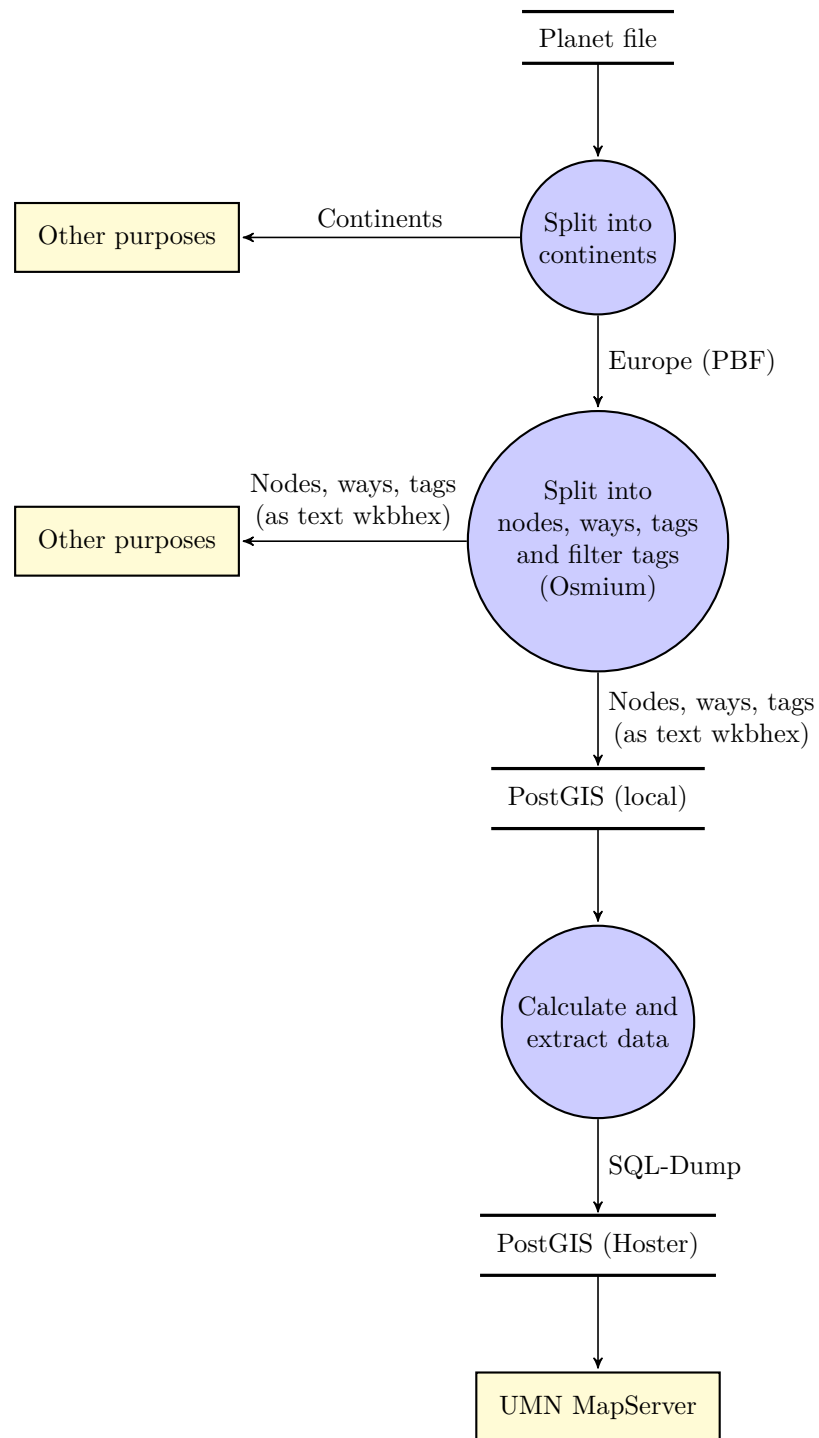 Planet file
Continents
Other purposes
Split into
continents
Europe (PBF)
Nodes, ways, tags
(as text wkbhex)
Other purposes
Split into
nodes, ways, tags
and filter tags
(Osmium)
Nodes, ways, tags
(as text wkbhex)
PostGIS (local)
Calculate and
extract data
SQL-Dump
PostGIS (Hoster)
UMN MapServer